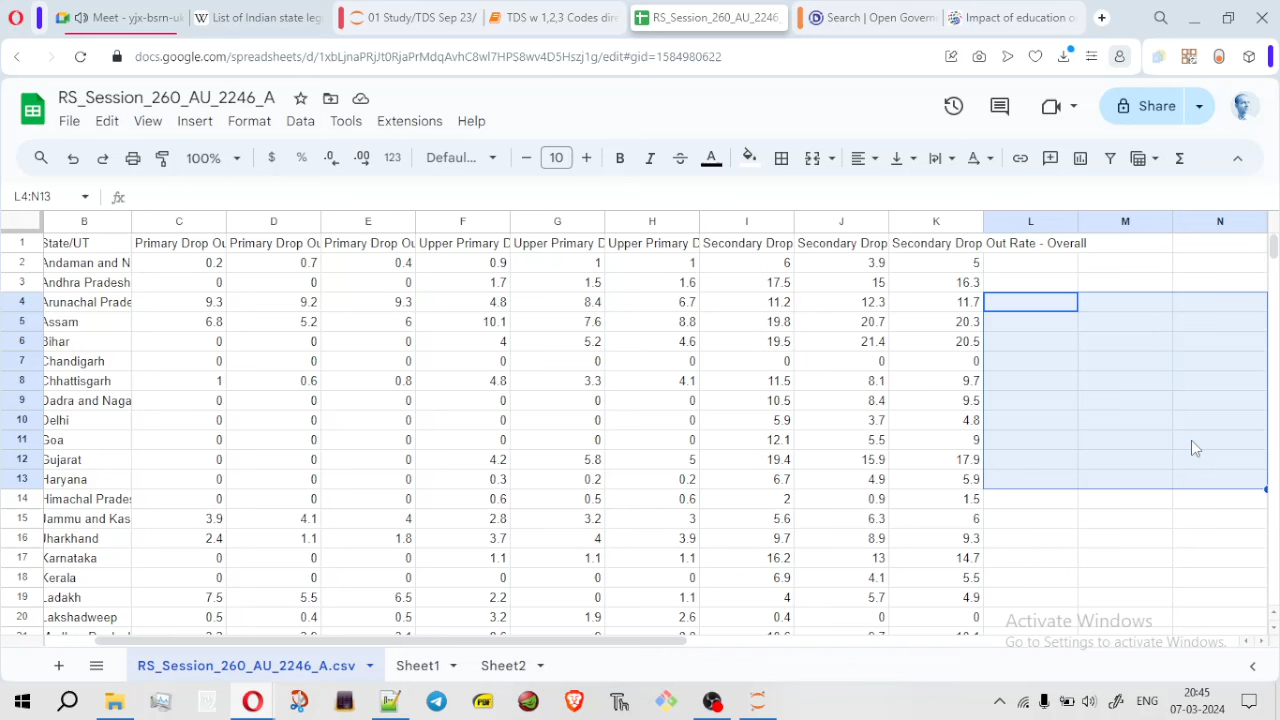 Meet - yjx-bsrn-uk
List of Indian state leg
01 Study/TDS Sep 23/
TDS w 1,2,3 Codes dire
RS_Session_260_AU_2246_
Search | Open Governm
Impact of education o
docs.google.com/spreadsheets/d/1xbLjnaPRiJt0RjaPrMdqAvhC8wl7HPS8wv4D5Hszj1g/edit#gid=1584980622
RS_Session_260_AU_2246_A
Share
File Edit View Insert Format Data Tools Extensions Help
100% $ % .0 .00 123 Defaul... 10 B I A
L4:N13 fx
B C D E F G H I J K L M N
1 State/UT Primary Drop Ou Primary Drop Ou Primary Drop Ou Upper Primary D Upper Primary D Upper Primary D Secondary Drop Secondary Drop Secondary Drop Out Rate - Overall
2 Andaman and N 0.2 0.7 0.4 0.9 1 1 6 3.9 5
3 Andhra Pradesh 0 0 0 1.7 1.5 1.6 17.5 15 16.3
4 Arunachal Prade 9.3 9.2 9.3 4.8 8.4 6.7 11.2 12.3 11.7
5 Assam 6.8 5.2 6 10.1 7.6 8.8 19.8 20.7 20.3
6 Bihar 0 0 0 4 5.2 4.6 19.5 21.4 20.5
7 Chandigarh 0 0 0 0 0 0 0 0 0
8 Chhattisgarh 1 0.6 0.8 4.8 3.3 4.1 11.5 8.1 9.7
9 Dadra and Naga 0 0 0 0 0 0 10.5 8.4 9.5
10 Delhi 0 0 0 0 0 0 5.9 3.7 4.8
11 Goa 0 0 0 0 0 0 12.1 5.5 9
12 Gujarat 0 0 0 4.2 5.8 5 19.4 15.9 17.9
13 Haryana 0 0 0 0.3 0.2 0.2 6.7 4.9 5.9
14 Himachal Prades 0 0 0 0.6 0.5 0.6 2 0.9 1.5
15 Jammu and Kas 3.9 4.1 4 2.8 3.2 3 5.6 6.3 6
16 Jharkhand 2.4 1.1 1.8 3.7 4 3.9 9.7 8.9 9.3
17 Karnataka 0 0 0 1.1 1.1 1.1 16.2 13 14.7
18 Kerala 0 0 0 0 0 0 6.9 4.1 5.5
19 Ladakh 7.5 5.5 6.5 2.2 0 1.1 4 5.7 4.9
20 Lakshadweep 0.5 0.4 0.5 3.2 1.9 2.6 0.4 0 0
Activate Windows
Go to Settings to activate Windows.
RS_Session_260_AU_2246_A.csv Sheet1 Sheet2
ENG 20:45
07-03-2024